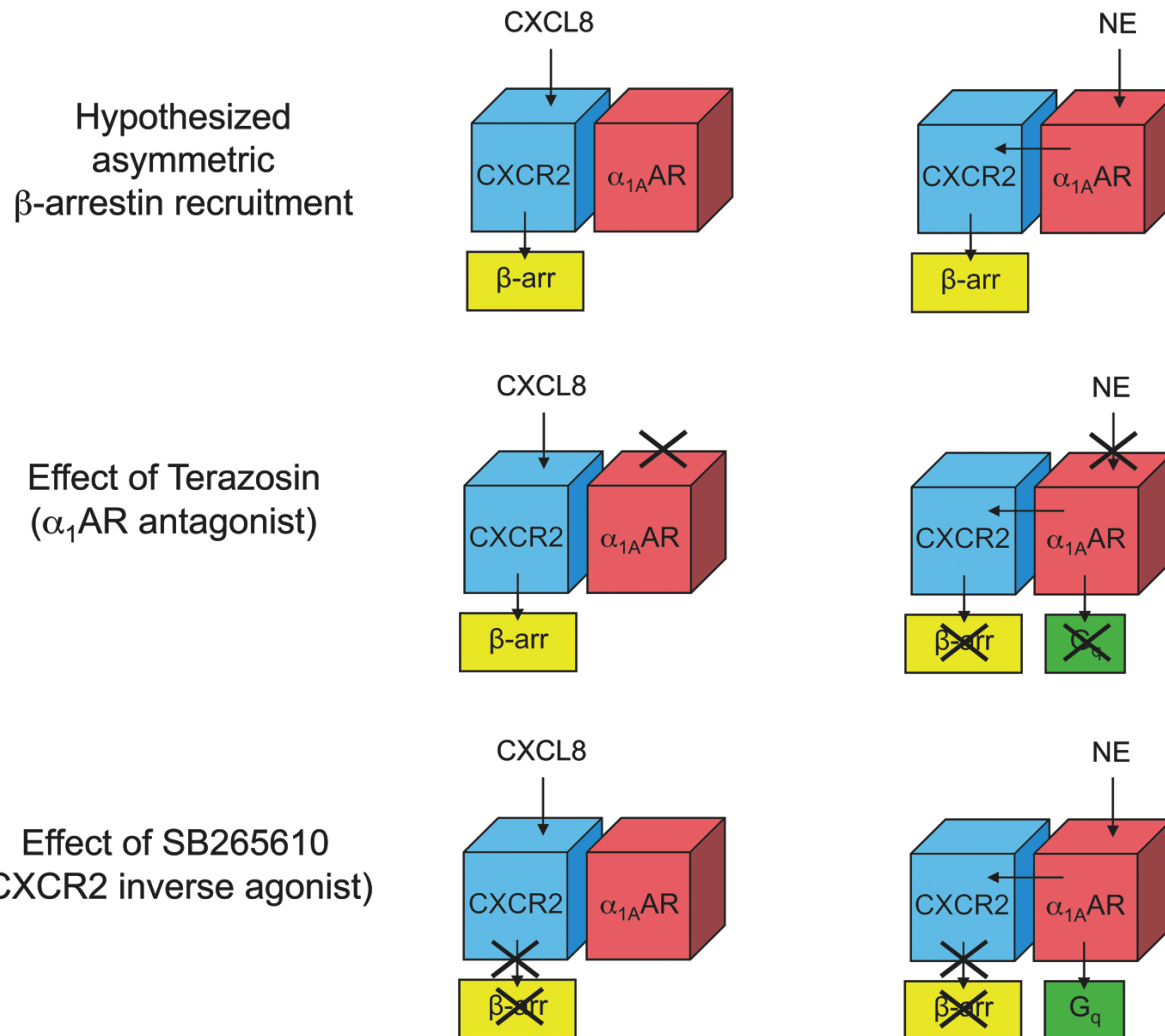 CXCL8
NE
Hypothesized
asymmetric
β-arrestin recruitment
CXCR2
α1AAR
CXCR2
α1AAR
β-arr
β-arr
CXCL8
NE
Effect of Terazosin
(α1AR antagonist)
CXCR2
α1AAR
CXCR2
α1AAR
β-arr
β-arr
Gq
CXCL8
NE
Effect of SB265610
CXCR2 inverse agonist)
CXCR2
α1AAR
CXCR2
α1AAR
β-arr
β-arr
Gq